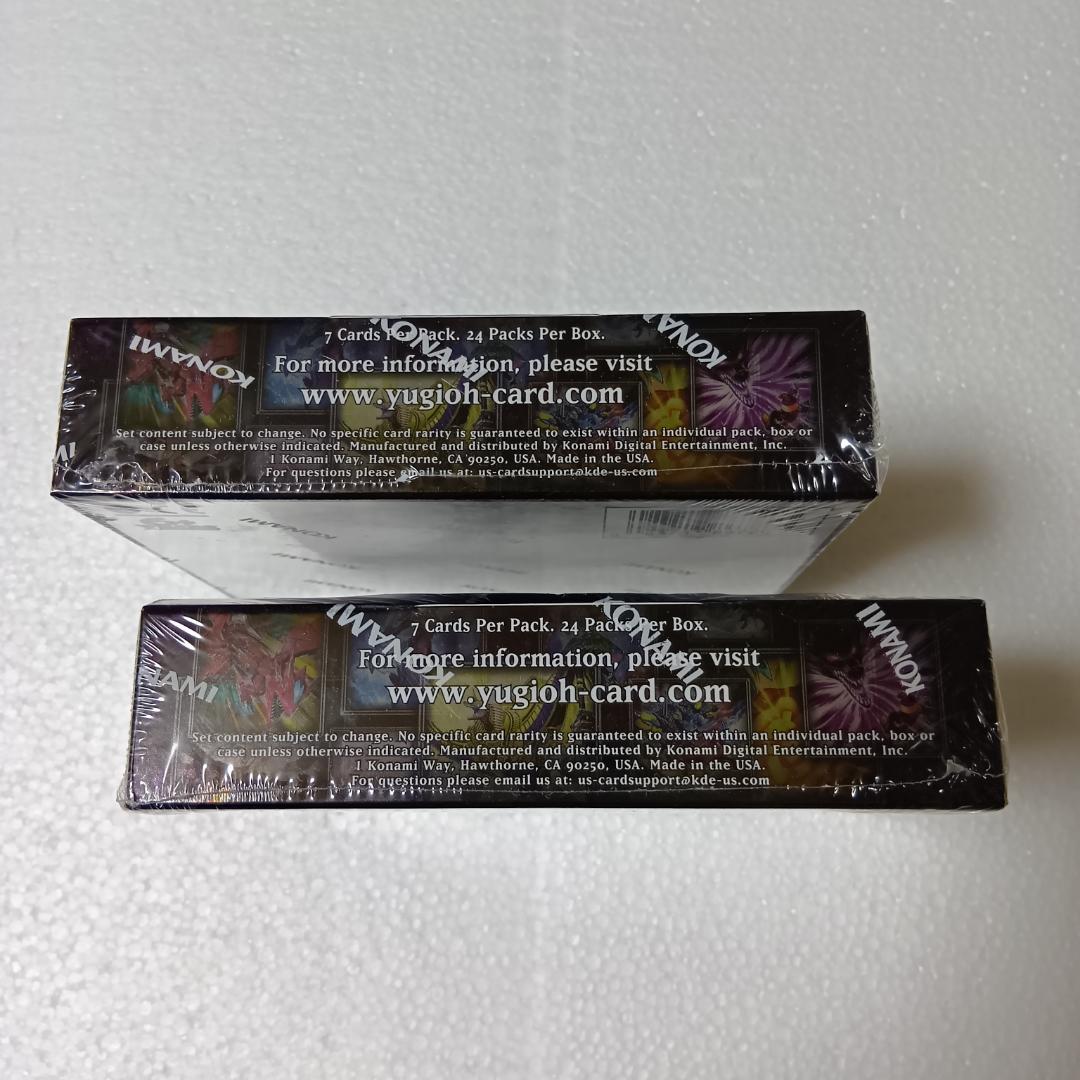 7 Cards Per Pack. 24 Packs Per Box.
For more information, please visit
www.yugioh-card.com
Set content subject to change. No specific card rarity is guaranteed to exist within an individual pack, box or
case unless otherwise indicated. Manufactured and distributed by Konami Digital Entertainment, Inc.
1 Konami Way, Hawthorne, CA 90250, USA. Made in the USA.
For questions please email us at: us-cardsupport@kde-us.com
KONAMI
KONAMI
KONAMI
KONAMI
7 Cards Per Pack. 24 Packs Per Box.
For more information, please visit
www.yugioh-card.com
Set content subject to change. No specific card rarity is guaranteed to exist within an individual pack, box or
case unless otherwise indicated. Manufactured and distributed by Konami Digital Entertainment, Inc.
1 Konami Way, Hawthorne, CA 90250, USA. Made in the USA.
For questions please email us at: us-cardsupport@kde-us.com
KONAMI
KONAMI
KONAMI
NAMI